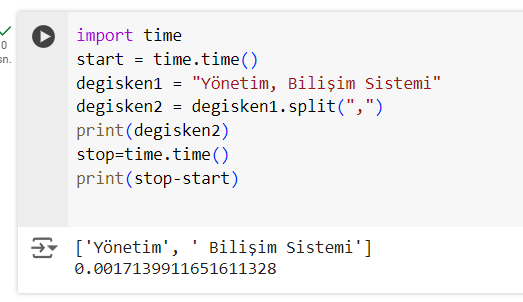 0
sn.
import time
start = time.time()
degisken1 = "Yönetim, Bilişim Sistemi"
degisken2 = degisken1.split(",")
print(degisken2)
stop=time.time()
print(stop-start)
['Yönetim', ' Bilişim Sistemi']
0.0017139911651611328